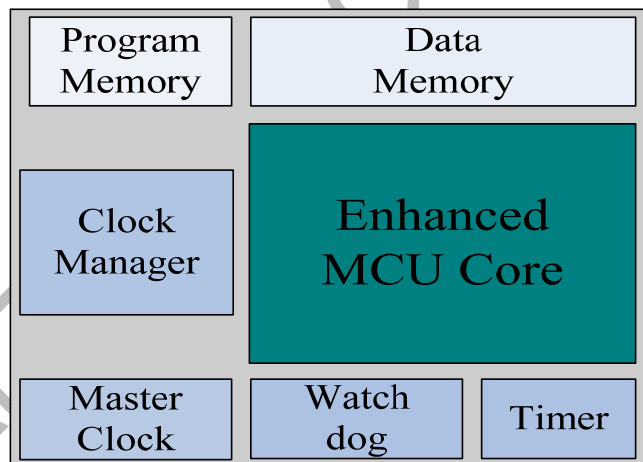 Program
Memory
Data
Memory
Clock
Manager
Enhanced
MCU Core
Master
Clock
Watch
dog
Timer